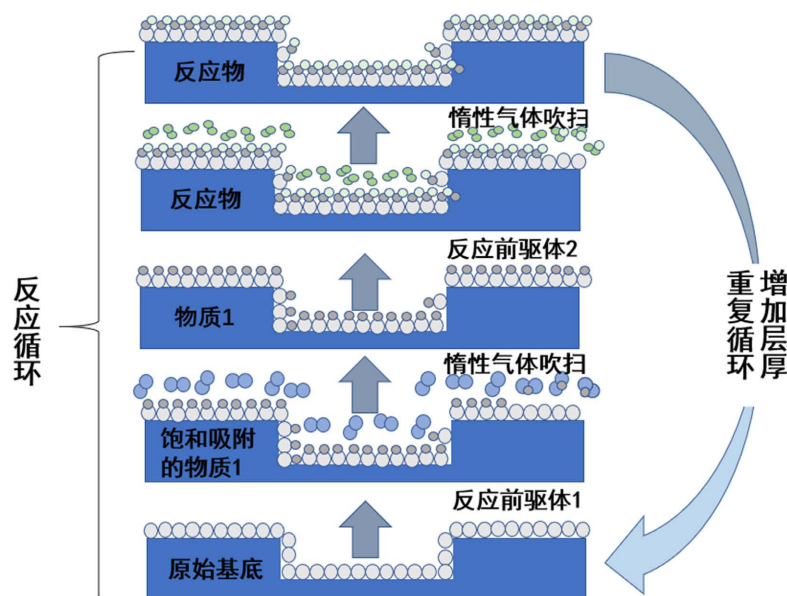 反应物
惰性气体吹扫
反应物
反应前驱体2
物质1
惰性气体吹扫
饱和吸附
的物质1
反应前驱体1
原始基底
反应循环
增加层厚
重复循环